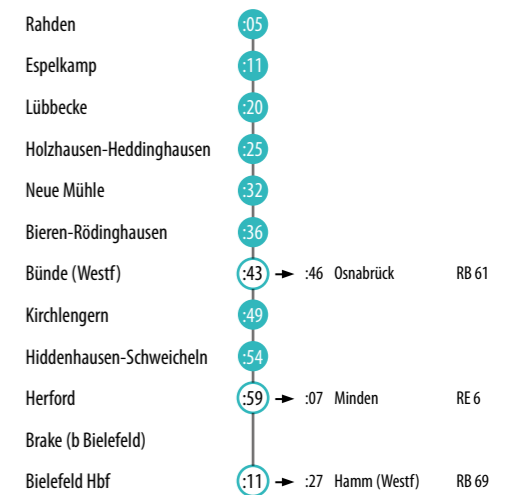 Rahden :05
Espelkamp :11
Lübbecke :20
Holzhausen-Heddinghausen :25
Neue Mühle :32
Bieren-Rödinghausen :36
Bünde (Westf) :43 :46 Osnabrück RB 61
Kirchlengern :49
Hiddenhausen-Schweicheln :54
Herford :59 :07 Minden RE 6
Brake (b Bielefeld)
Bielefeld Hbf :11 :27 Hamm (Westf) RB 69